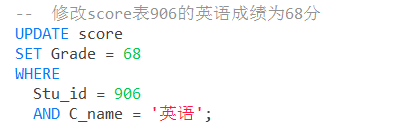 --  修改score表906的英语成绩为68分
UPDATE score
SET Grade = 68
WHERE
  Stu_id = 906
  AND C_name = '英语';